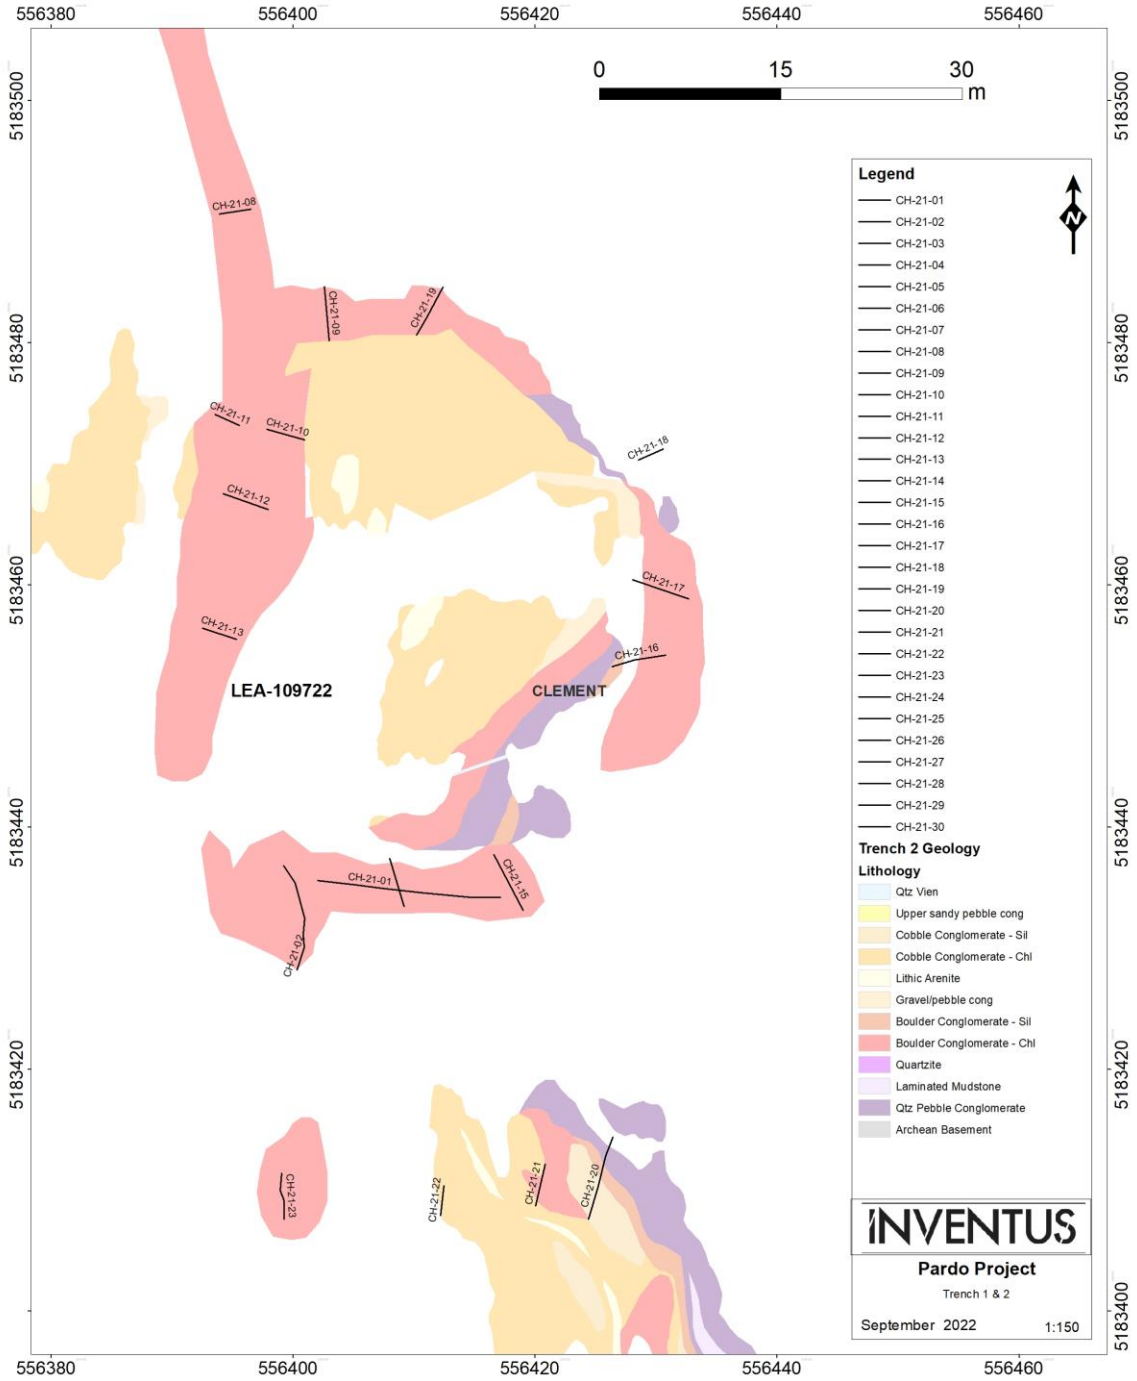 556380 556400 556420 556440 556460
0 15 30
m
5183500 5183500
5183480 5183480
5183460 5183460
5183440 5183440
5183420 5183420
5183400 5183400
CH-21-08
CH-21-09
CH-21-19
CH-21-11
CH-21-10
CH-21-18
CH-21-12
CH-21-17
CH-21-13
CH-21-16
LEA-109722
CLEMENT
CH-21-01
CH-21-15
CH-21-02
CH-21-23
CH-21-22
CH-21-21
CH-21-20
Legend
N
CH-21-01
CH-21-02
CH-21-03
CH-21-04
CH-21-05
CH-21-06
CH-21-07
CH-21-08
CH-21-09
CH-21-10
CH-21-11
CH-21-12
CH-21-13
CH-21-14
CH-21-15
CH-21-16
CH-21-17
CH-21-18
CH-21-19
CH-21-20
CH-21-21
CH-21-22
CH-21-23
CH-21-24
CH-21-25
CH-21-26
CH-21-27
CH-21-28
CH-21-29
CH-21-30
Trench 2 Geology
Lithology
Qtz Vien
Upper sandy pebble cong
Cobble Conglomerate - Sil
Cobble Conglomerate - Chl
Lithic Arenite
Gravel/pebble cong
Boulder Conglomerate - Sil
Boulder Conglomerate - Chl
Quartzite
Laminated Mudstone
Qtz Pebble Conglomerate
Archean Basement
INVENTUS
Pardo Project
Trench 1 & 2
September 2022 1:150
556380 556400 556420 556440 556460